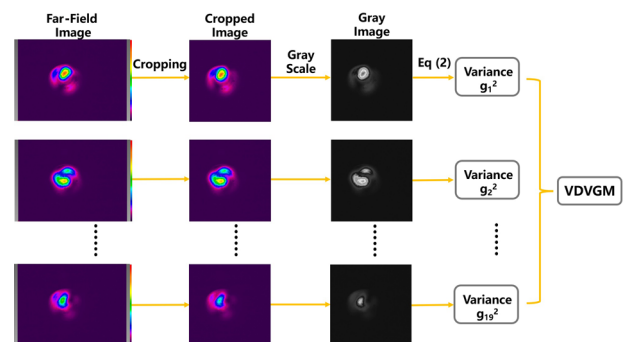 Far-Field
Image
Cropped
Image
Gray
Image
Cropping
Gray
Scale
Eq (2)
Variance
g₁²
Variance
g₂²
VDVGM
Variance
g₁₉²